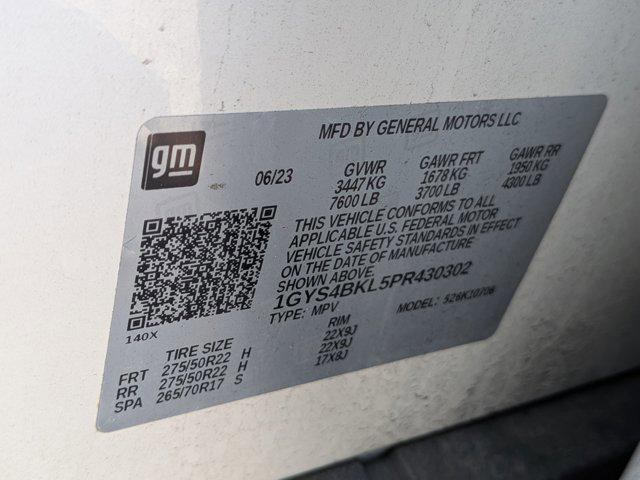 gm
MFD BY GENERAL MOTORS LLC
06/23
GVWR
3447 KG
7600 LB
GAWR FRT
1678 KG
3700 LB
GAWR RR
1950 KG
4300 LB
THIS VEHICLE CONFORMS TO ALL
APPLICABLE U.S. FEDERAL MOTOR
VEHICLE SAFETY STANDARDS IN EFFECT
ON THE DATE OF MANUFACTURE
SHOWN ABOVE.
1GYS4BKL5PR430302
TYPE: MPV
MODEL: 526K10706
140X
TIRE SIZE
RIM
FRT 275/50R22 H 22X9J
RR 275/50R22 H 22X9J
SPA 265/70R17 S 17X8J